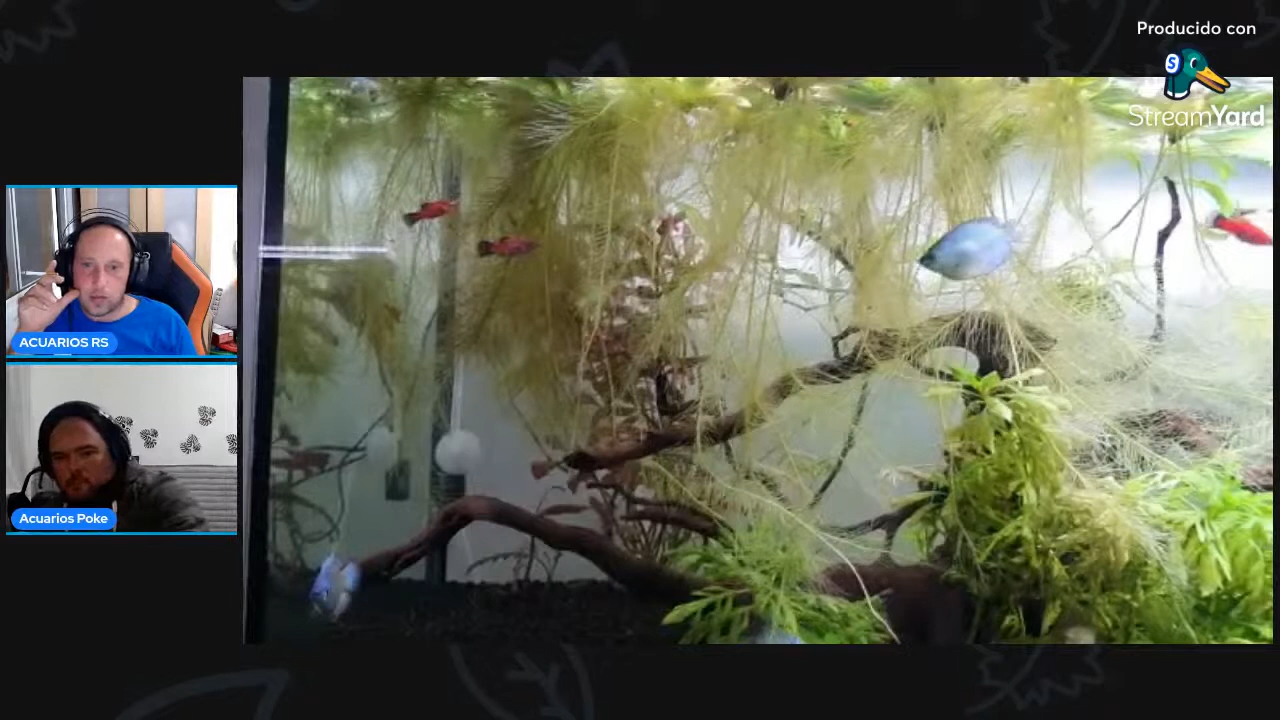 Producido con
S
StreamYard
ACUARIOS RS
Acuarios Poke